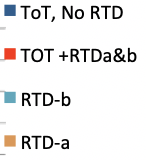 ToT, No RTD
TOT +RTDa&b
RTD-b
RTD-a